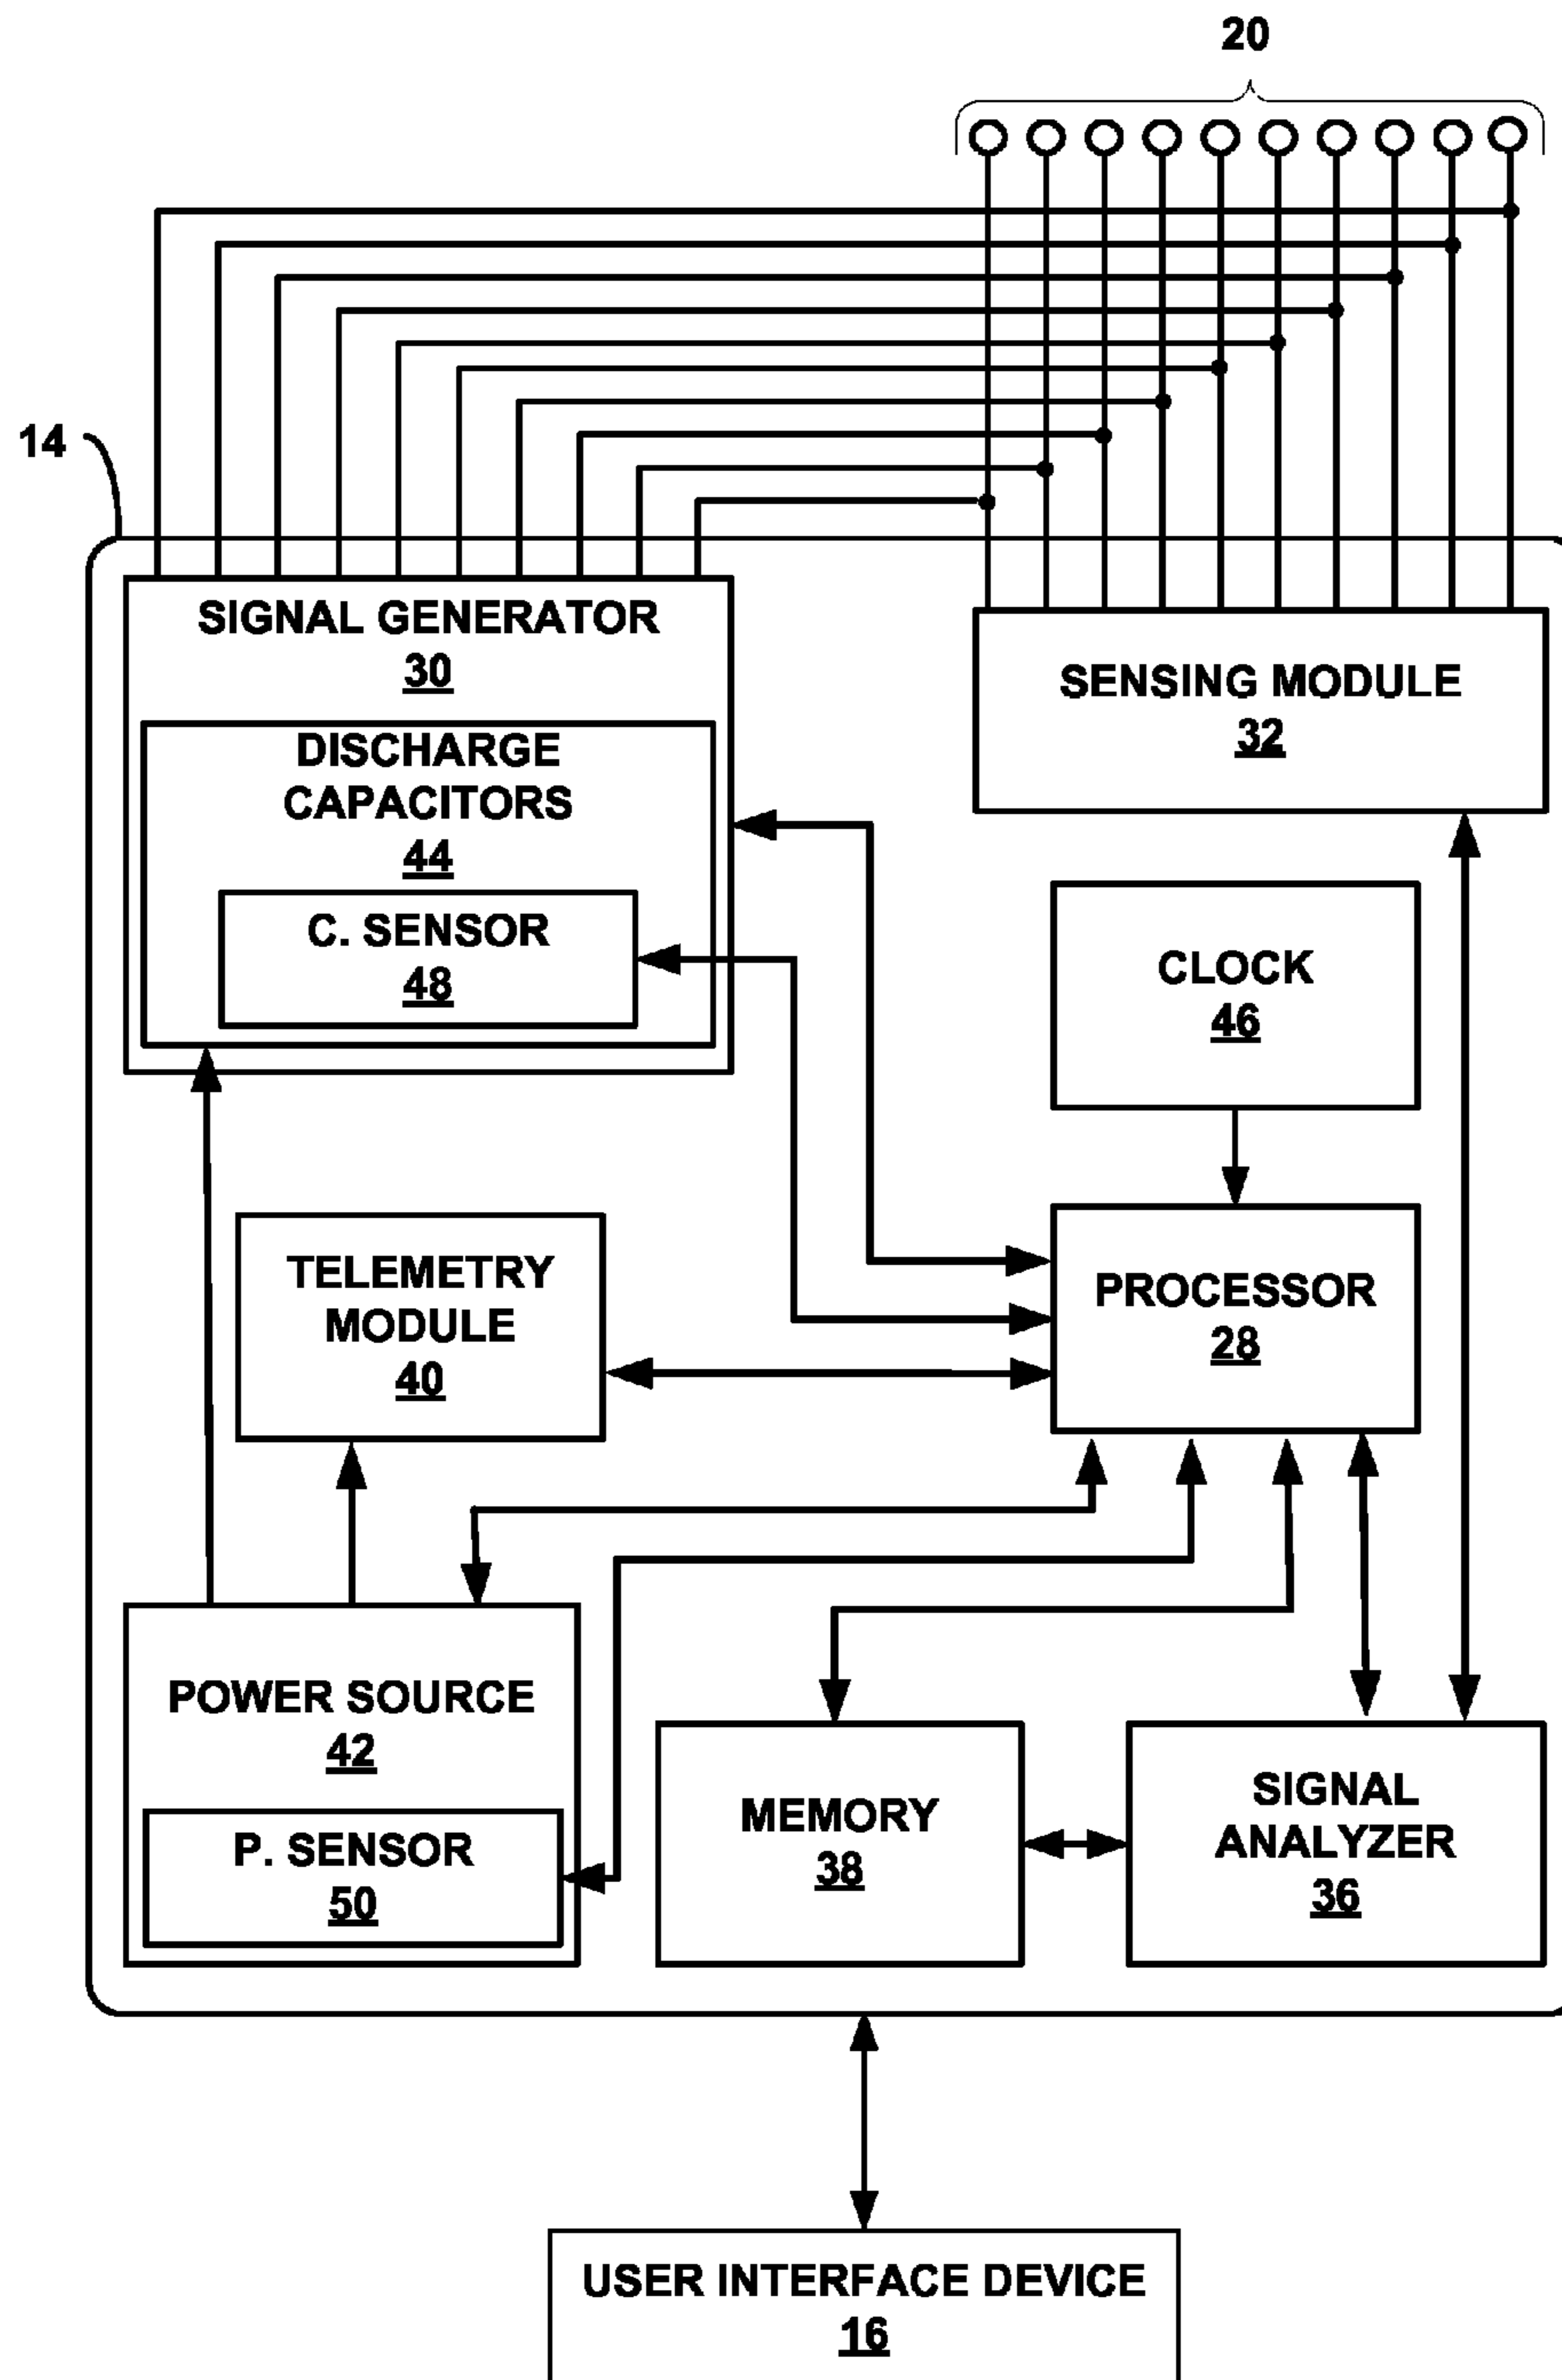 20
14
SIGNAL GENERATOR
30
DISCHARGE
CAPACITORS
44
C. SENSOR
48
SENSING MODULE
32
CLOCK
46
TELEMETRY
MODULE
40
PROCESSOR
28
POWER SOURCE
42
P. SENSOR
50
MEMORY
38
SIGNAL
ANALYZER
36
USER INTERFACE DEVICE
16